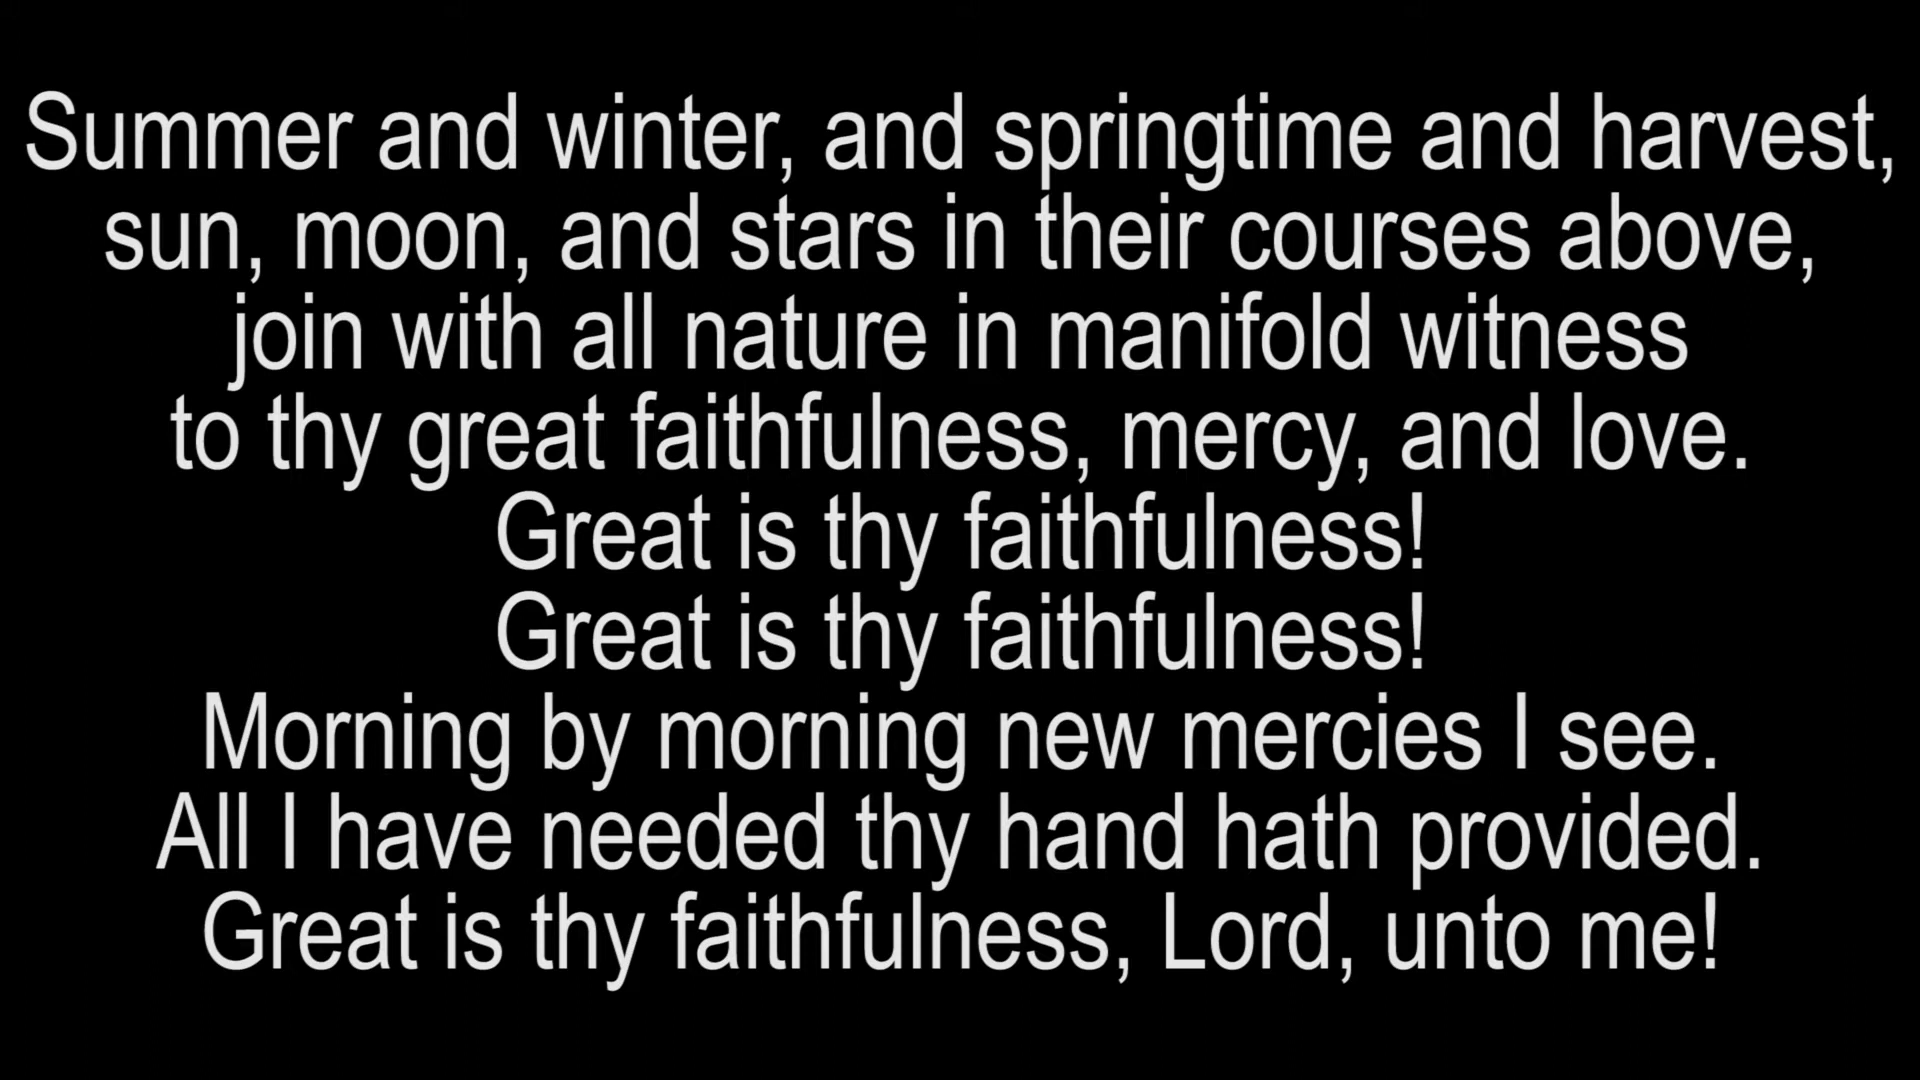 Summer and winter, and springtime and harvest,
sun, moon, and stars in their courses above,
join with all nature in manifold witness
to thy great faithfulness, mercy, and love.
Great is thy faithfulness!
Great is thy faithfulness!
Morning by morning new mercies I see.
All I have needed thy hand hath provided.
Great is thy faithfulness, Lord, unto me!